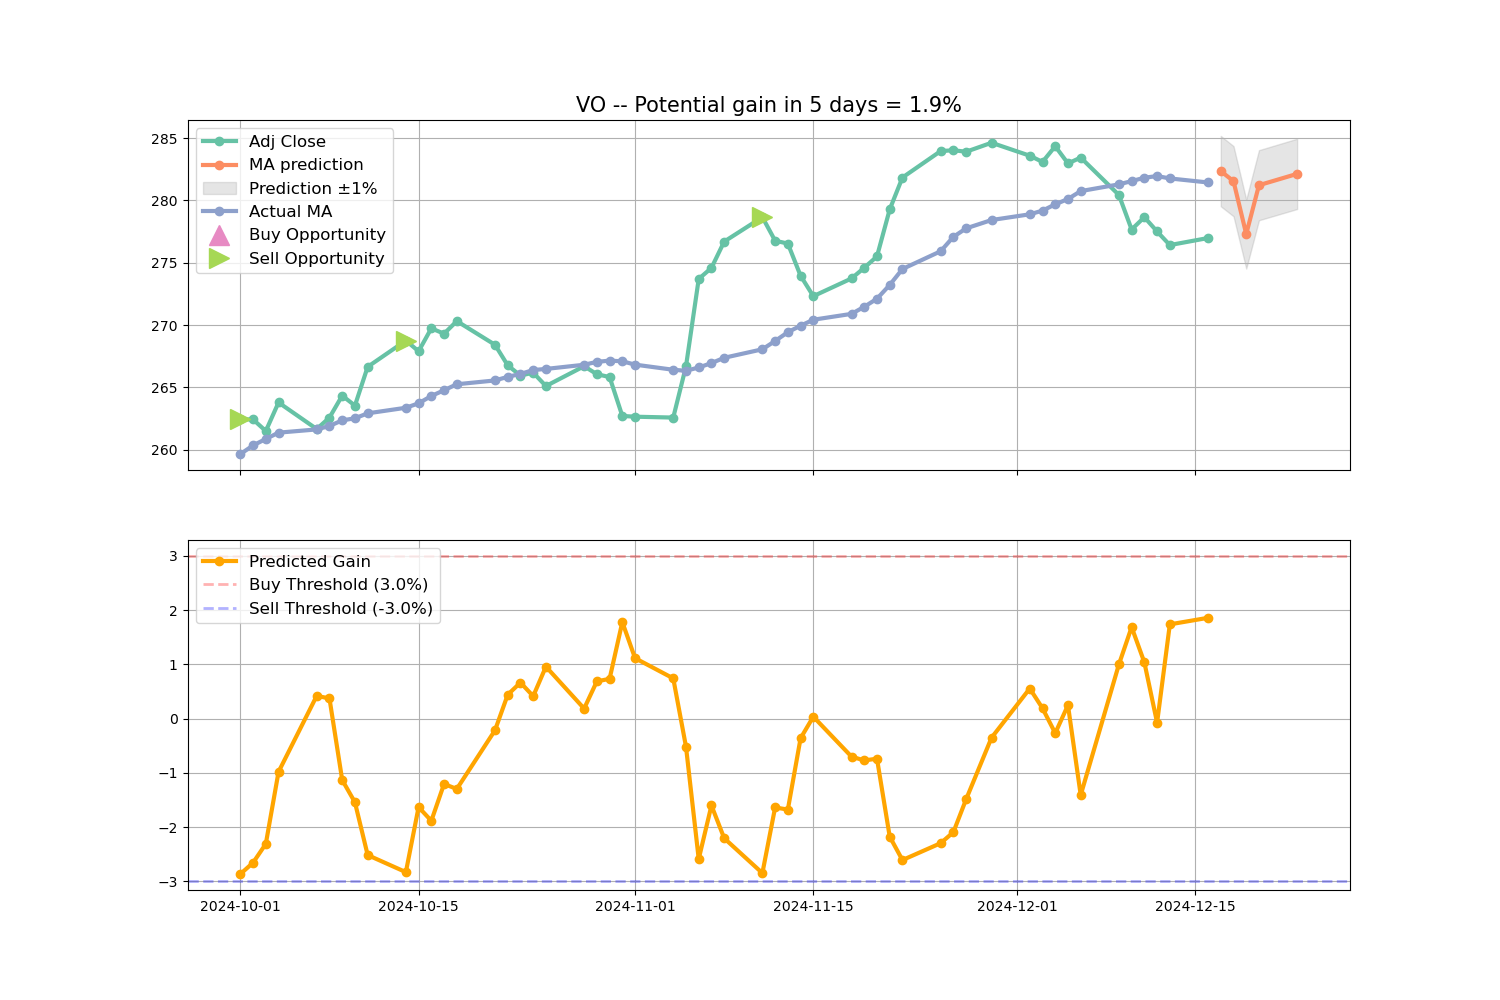 VO -- Potential gain in 5 days = 1.9%
285
280
275
270
265
260
Adj Close
MA prediction
Prediction ±1%
Actual MA
Buy Opportunity
Sell Opportunity
3
2
1
0
−1
−2
−3
Predicted Gain
Buy Threshold (3.0%)
Sell Threshold (-3.0%)
2024-10-01
2024-10-15
2024-11-01
2024-11-15
2024-12-01
2024-12-15